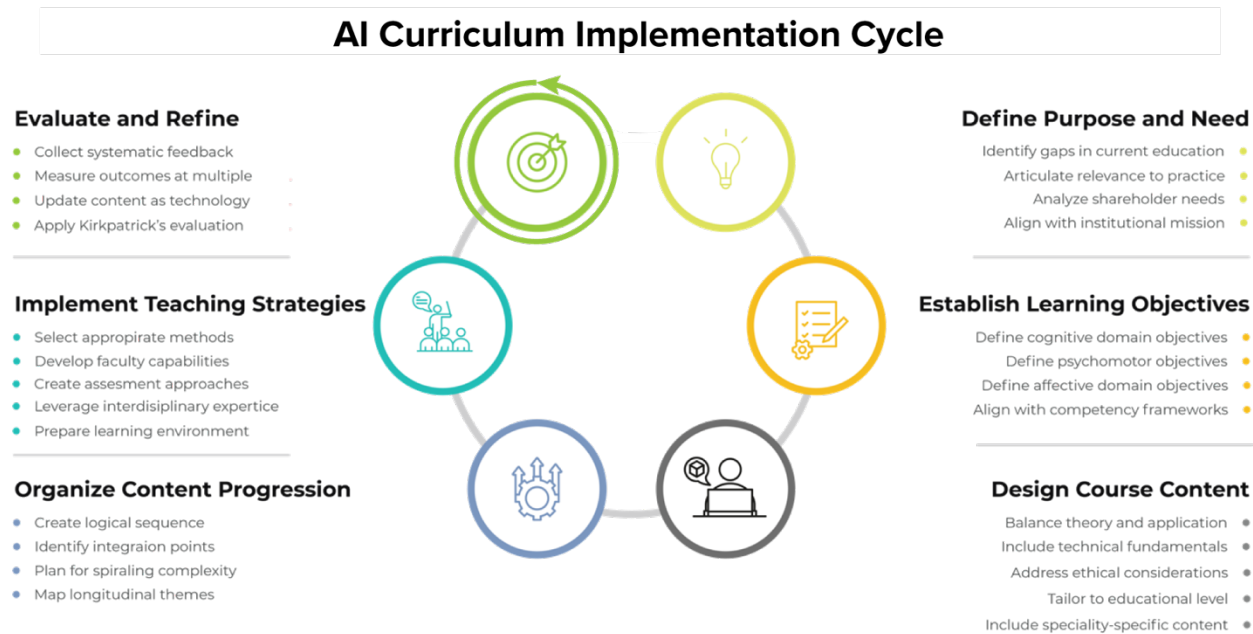 AI Curriculum Implementation Cycle
Evaluate and Refine
Collect systematic feedback
Measure outcomes at multiple
Update content as technology
Apply Kirkpatrick's evaluation
Implement Teaching Strategies
Select appropirate methods
Develop faculty capabilities
Create assesment approaches
Leverage interdisiplinary expertice
Prepare learning environment
Organize Content Progression
Create logical sequence
Identify integraion points
Plan for spiraling complexity
Map longitudinal themes
Define Purpose and Need
Identify gaps in current education
Articulate relevance to practice
Analyze shareholder needs
Align with institutional mission
Establish Learning Objectives
Define cognitive domain objectives
Define psychomotor objectives
Define affective domain objectives
Align with competency frameworks
Design Course Content
Balance theory and application
Include technical fundamentals
Address ethical considerations
Tailor to educational level
Include speciality-specific content